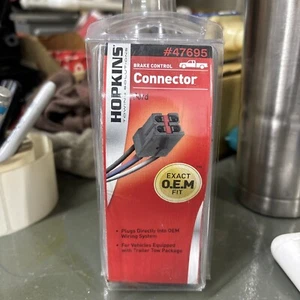 #47695
HOPKINS
BRAKE CONTROL
Connector
Ford
EXACT
O.E.M
FIT
• Plugs Directly Into OEM
Wiring System
• For Vehicles Equipped
with Trailer Tow Package